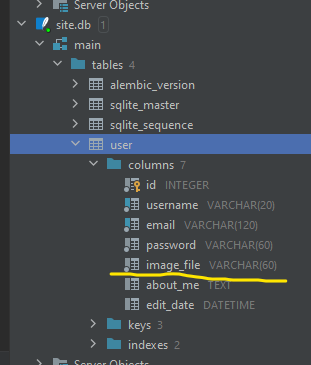 Server Objects
site.db 1
main
tables 4
alembic_version
sqlite_master
sqlite_sequence
user
columns 7
id INTEGER
username VARCHAR(20)
email VARCHAR(120)
password VARCHAR(60)
image_file VARCHAR(60)
about_me TEXT
edit_date DATETIME
keys 3
indexes 2
Server Objects